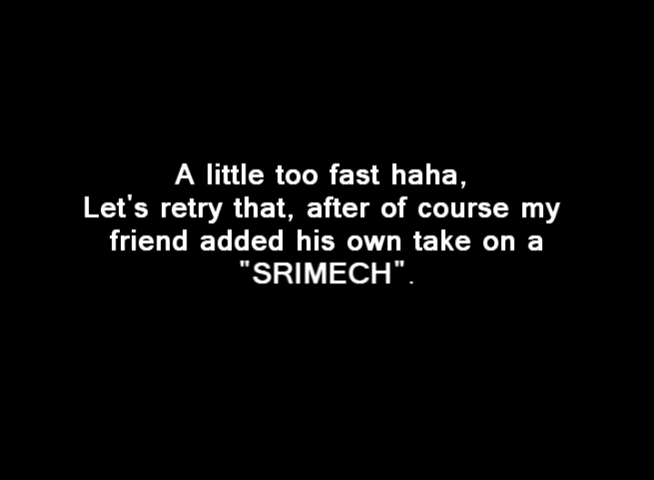 A little too fast haha,
Let's retry that, after of course my
friend added his own take on a
"SRIMECH".